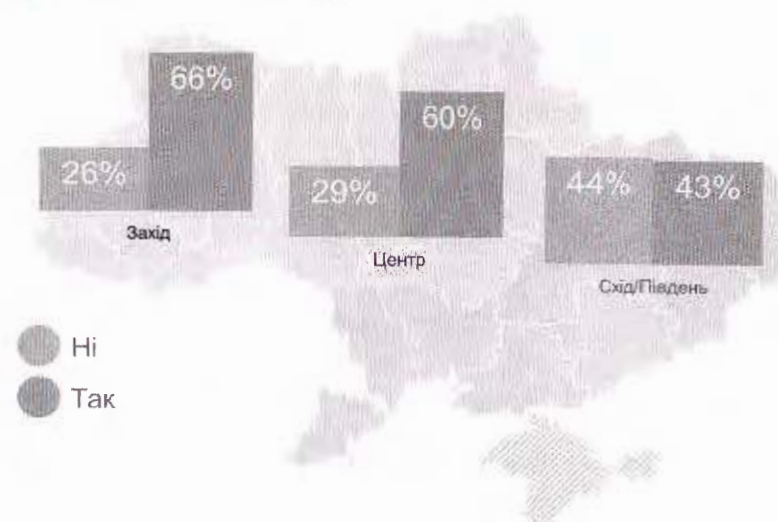 66%
26%
Захід
60%
29%
Центр
44% 43%
Схід/Південь
Ні
Так